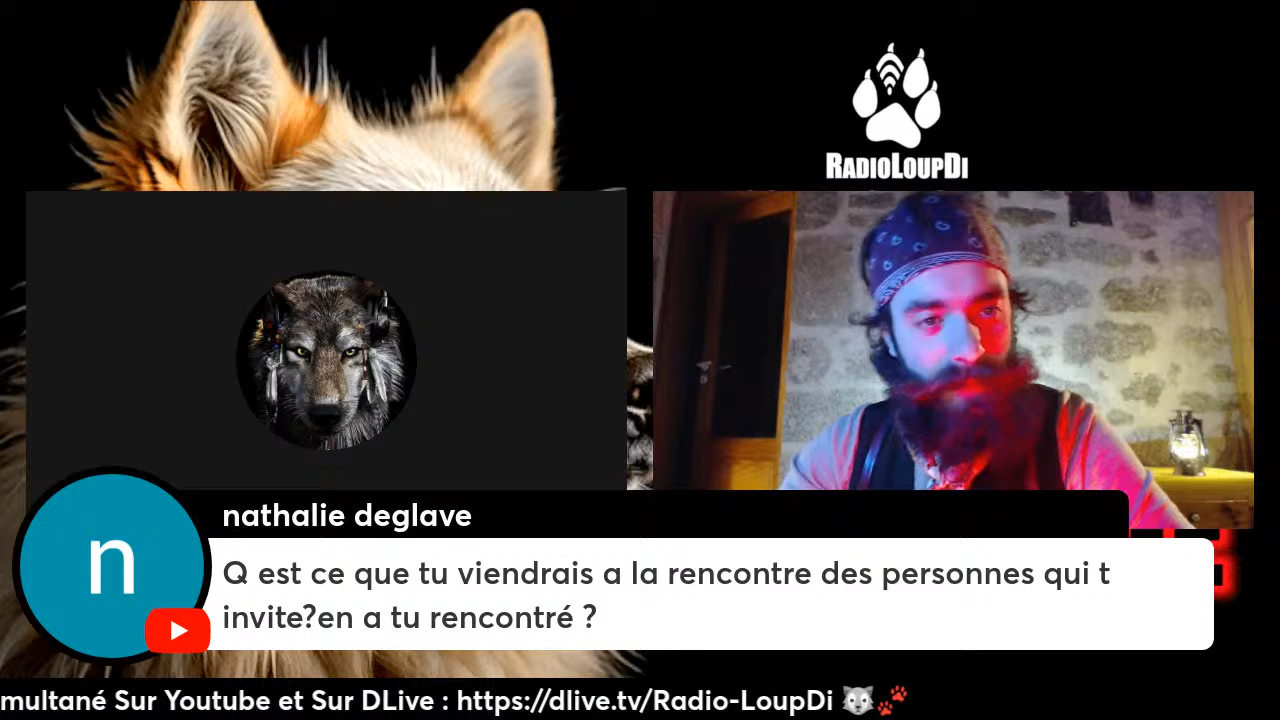 RADIOLOUPDI
nathalie deglave
n
Q est ce que tu viendrais a la rencontre des personnes qui t
invite?en a tu rencontré ?
multané Sur Youtube et Sur DLive : https://dlive.tv/Radio-LoupDi 🐺🐾